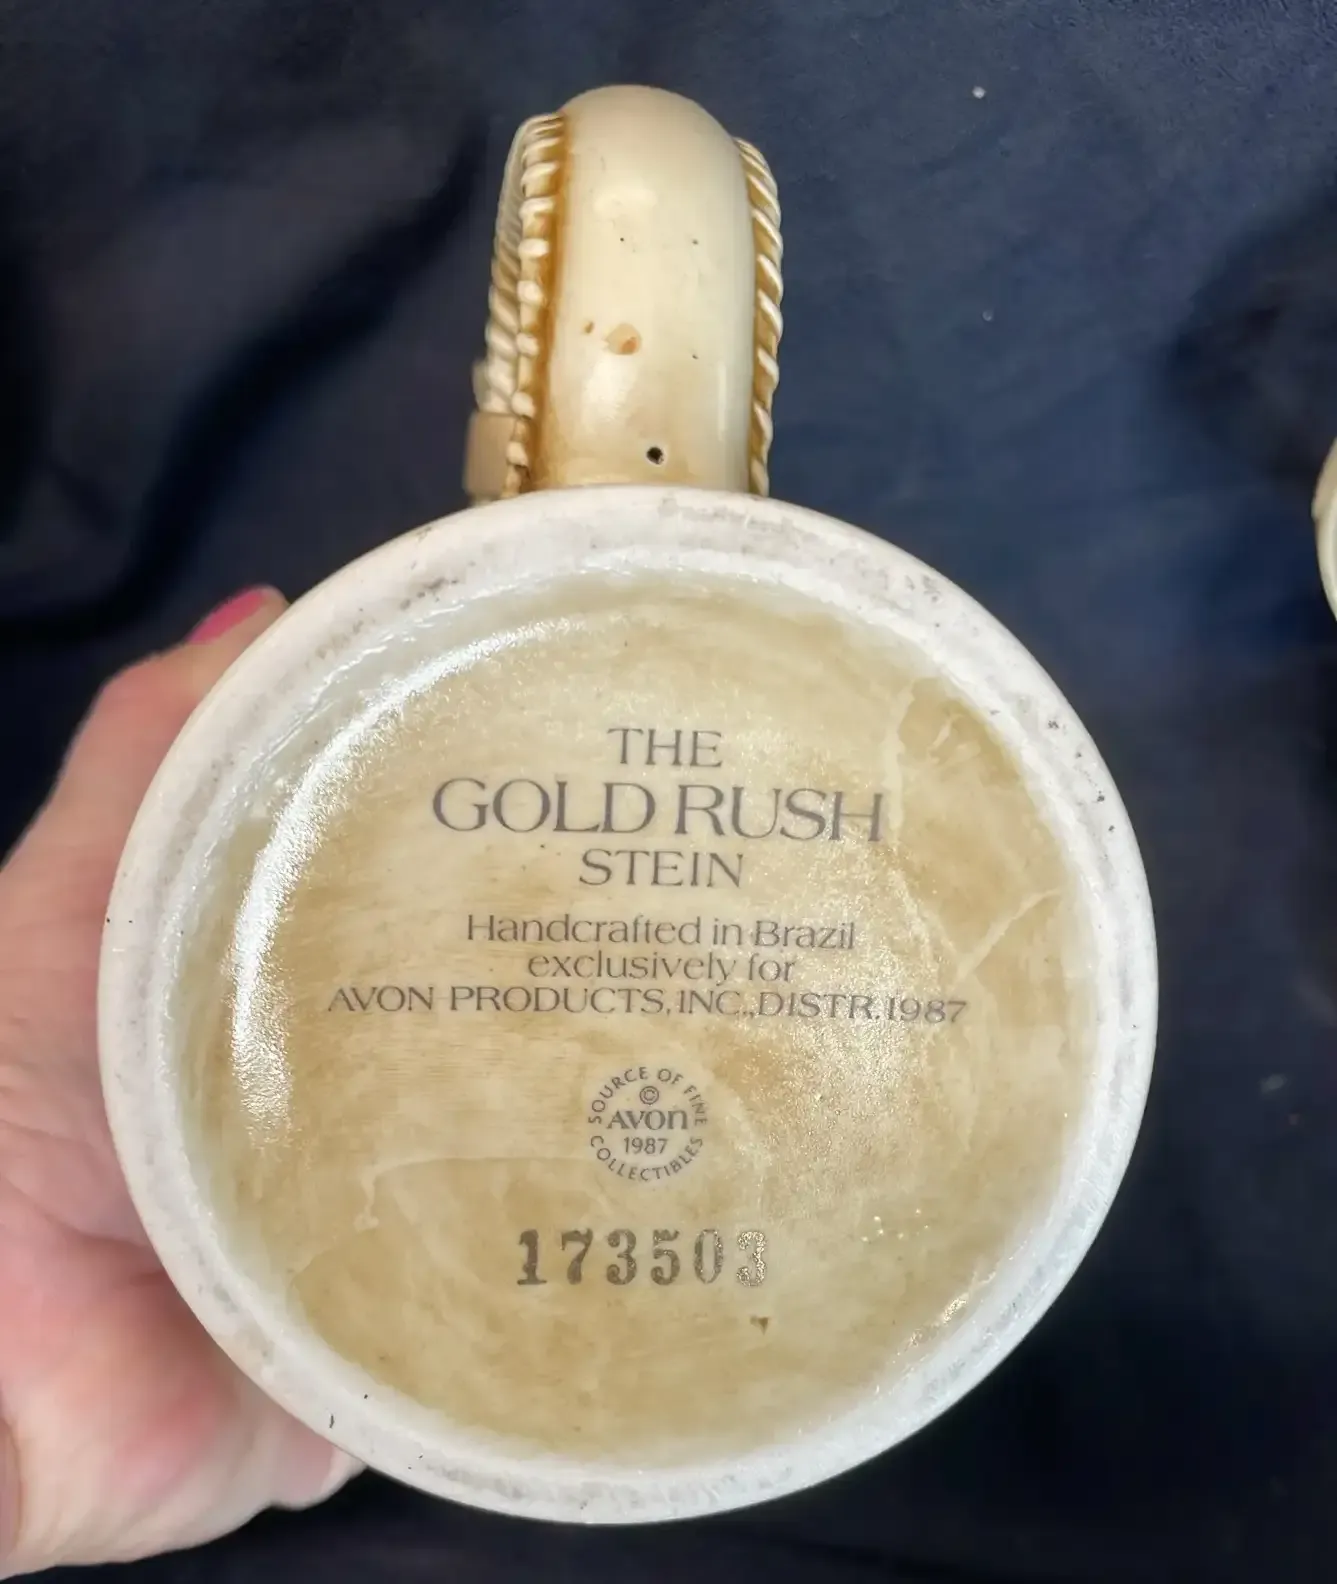 THE
GOLD RUSH
STEIN
Handcrafted in Brazil
exclusively for
AVON PRODUCTS, INC., DISTR. 1987
SOURCE OF FINE
©
AVON
1987
COLLECTIBLES
173503